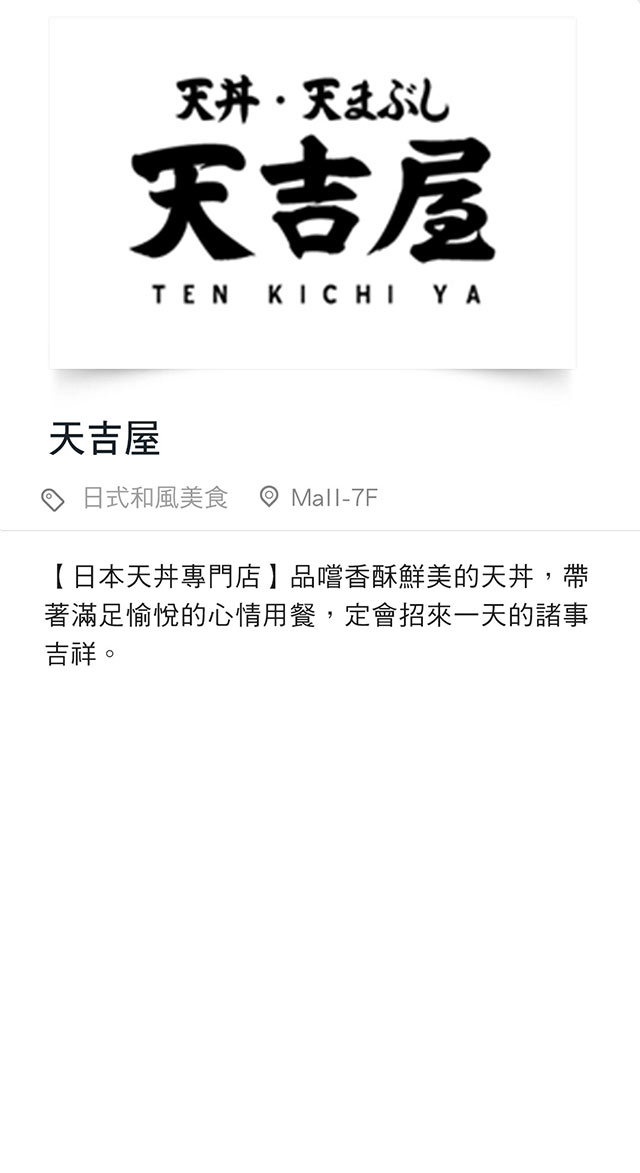 天丼・天まぶし
天吉屋
TEN KICHI YA
天吉屋
日式和風美食 Mall-7F
【日本天丼專門店】品嚐香酥鮮美的天丼，帶
著滿足愉悅的心情用餐，定會招來一天的諸事
吉祥。